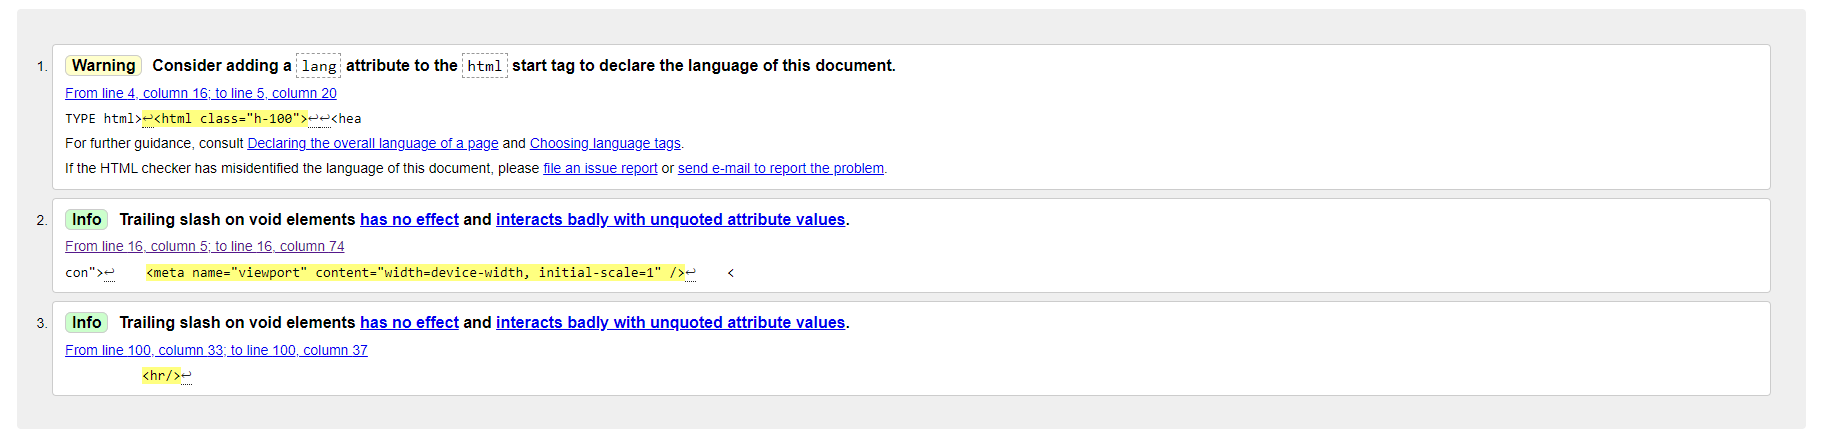 1. Warning Consider adding a lang attribute to the html start tag to declare the language of this document.
From line 4, column 16; to line 5, column 20
TYPE html>↩<html class="h-100">↩↩<hea
For further guidance, consult Declaring the overall language of a page and Choosing language tags.
If the HTML checker has misidentified the language of this document, please file an issue report or send e-mail to report the problem.
2. Info Trailing slash on void elements has no effect and interacts badly with unquoted attribute values.
From line 16, column 5; to line 16, column 74
con">↩    <meta name="viewport" content="width=device-width, initial-scale=1" />↩    <
3. Info Trailing slash on void elements has no effect and interacts badly with unquoted attribute values.
From line 100, column 33; to line 100, column 37
<hr/>↩